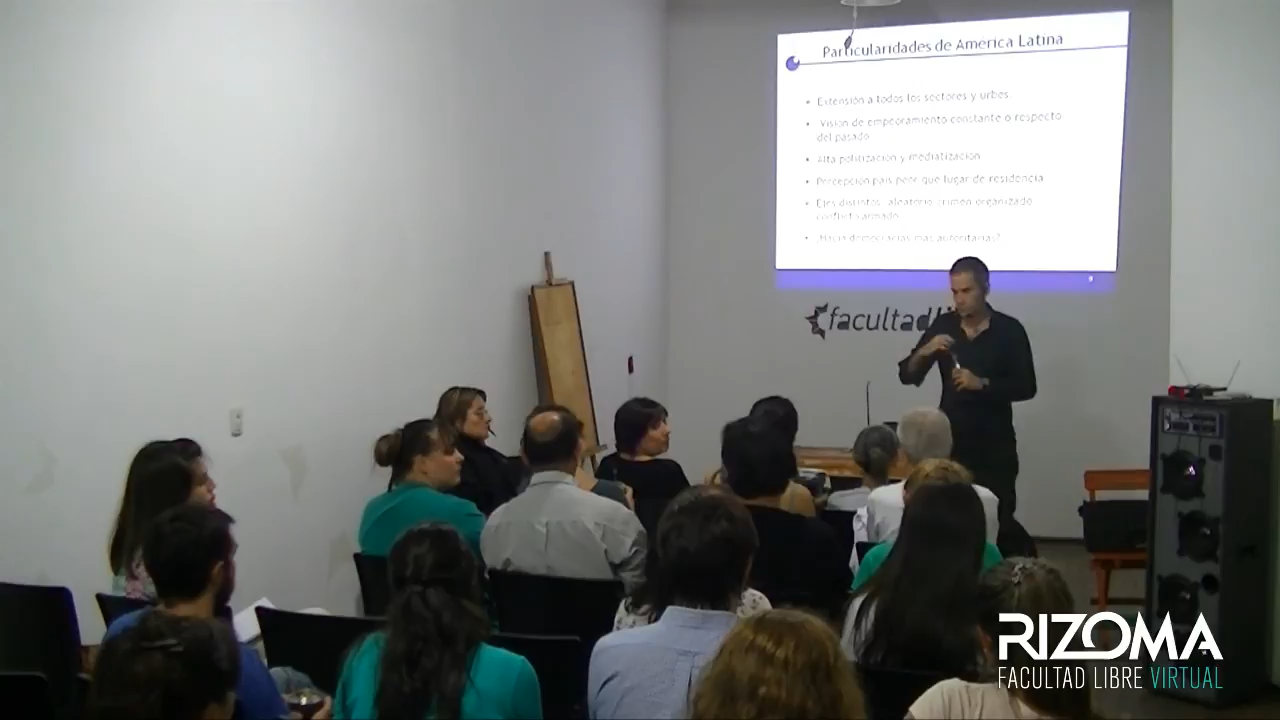 Particularidades de América Latina
Extensión a todos los sectores y urbes.
Visión de empeoramiento constante o respecto
del pasado
Alta politización y mediatización
Percepción país peor que lugar de residencia
Ejes distintos: aleatorio, crimen organizado
conflicto armado
¿Hacia democracias más autoritarias?
facultadli
RIZOMA
FACULTAD LIBRE VIRTUAL